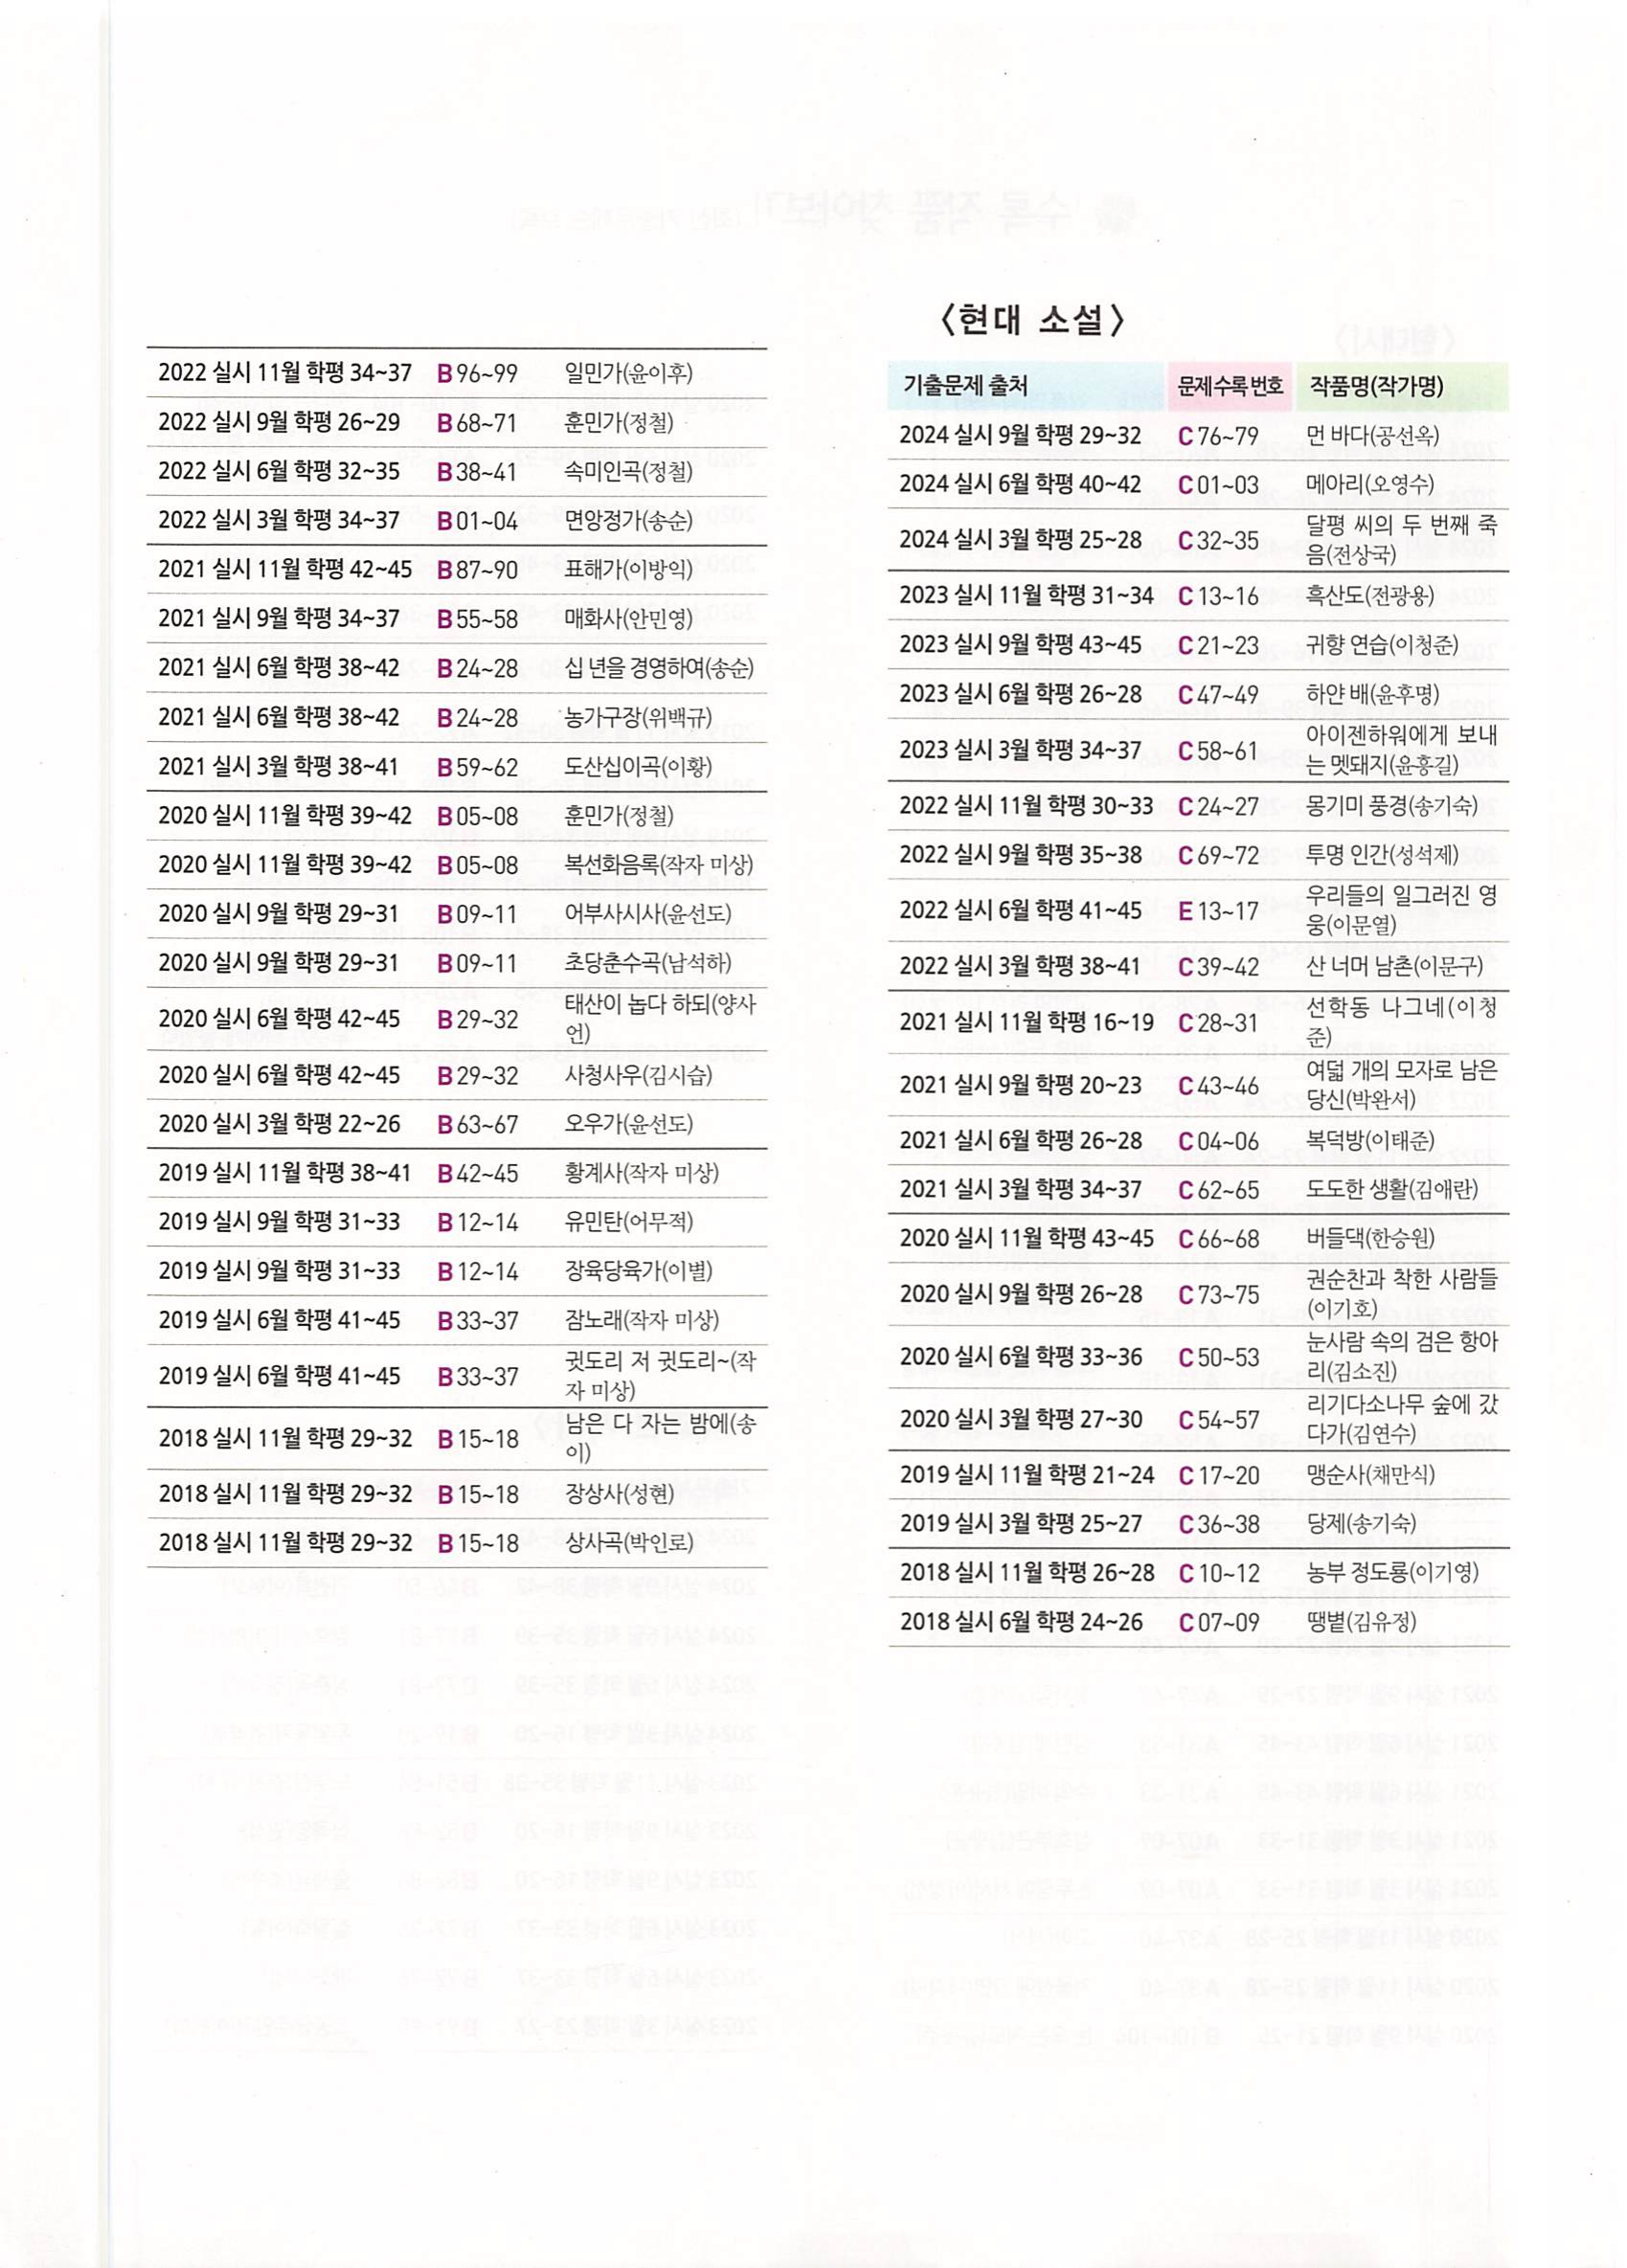 2022 실시 11월 학평 34~37 B 96~99 일민가(윤이후)
2022 실시 9월 학평 26~29 B 68~71 훈민가(정철)
2022 실시 6월 학평 32~35 B 38~41 속미인곡(정철)
2022 실시 3월 학평 34~37 B 01~04 면앙정가(송순)
2021 실시 11월 학평 42~45 B 87~90 표해가(이방익)
2021 실시 9월 학평 34~37 B 55~58 매화사(안민영)
2021 실시 6월 학평 38~42 B 24~28 십 년을 경영하여(송순)
2021 실시 6월 학평 38~42 B 24~28 농가구장(위백규)
2021 실시 3월 학평 38~41 B 59~62 도산십이곡(이황)
2020 실시 11월 학평 39~42 B 05~08 훈민가(정철)
2020 실시 11월 학평 39~42 B 05~08 복선화음록(작자 미상)
2020 실시 9월 학평 29~31 B 09~11 어부사시사(윤선도)
2020 실시 9월 학평 29~31 B 09~11 초당춘수곡(남석하)
2020 실시 6월 학평 42~45 B 29~32 태산이 높다 하되(양사
언)
2020 실시 6월 학평 42~45 B 29~32 사청사우(김시습)
2020 실시 3월 학평 22~26 B 63~67 오우가(윤선도)
2019 실시 11월 학평 38~41 B 42~45 황계사(작자 미상)
2019 실시 9월 학평 31~33 B 12~14 유민탄(어무적)
2019 실시 9월 학평 31~33 B 12~14 장육당육가(이별)
2019 실시 6월 학평 41~45 B 33~37 잠노래(작자 미상)
2019 실시 6월 학평 41~45 B 33~37 귓도리 저 귓도리~(작
자 미상)
2018 실시 11월 학평 29~32 B 15~18 남은 다 자는 밤에(송
이)
2018 실시 11월 학평 29~32 B 15~18 장상사(성현)
2018 실시 11월 학평 29~32 B 15~18 상사곡(박인로)
〈현대 소설〉
기출문제 출처 문제수록번호 작품명(작가명)
2024 실시 9월 학평 29~32 C 76~79 먼 바다(공선옥)
2024 실시 6월 학평 40~42 C 01~03 메아리(오영수)
2024 실시 3월 학평 25~28 C 32~35 달평 씨의 두 번째 죽
음(전상국)
2023 실시 11월 학평 31~34 C 13~16 흑산도(전광용)
2023 실시 9월 학평 43~45 C 21~23 귀향 연습(이청준)
2023 실시 6월 학평 26~28 C 47~49 하얀 배(윤후명)
2023 실시 3월 학평 34~37 C 58~61 아이젠하워에게 보내
는 멧돼지(윤흥길)
2022 실시 11월 학평 30~33 C 24~27 몽기미 풍경(송기숙)
2022 실시 9월 학평 35~38 C 69~72 투명 인간(성석제)
2022 실시 6월 학평 41~45 E 13~17 우리들의 일그러진 영
웅(이문열)
2022 실시 3월 학평 38~41 C 39~42 산 너머 남촌(이문구)
2021 실시 11월 학평 16~19 C 28~31 선학동 나그네(이청
준)
2021 실시 9월 학평 20~23 C 43~46 여덟 개의 모자로 남은
당신(박완서)
2021 실시 6월 학평 26~28 C 04~06 복덕방(이태준)
2021 실시 3월 학평 34~37 C 62~65 도도한 생활(김애란)
2020 실시 11월 학평 43~45 C 66~68 버들댁(한승원)
2020 실시 9월 학평 26~28 C 73~75 권순찬과 착한 사람들
(이기호)
2020 실시 6월 학평 33~36 C 50~53 눈사람 속의 검은 항아
리(김소진)
2020 실시 3월 학평 27~30 C 54~57 리기다소나무 숲에 갔
다가(김연수)
2019 실시 11월 학평 21~24 C 17~20 맹순사(채만식)
2019 실시 3월 학평 25~27 C 36~38 당제(송기숙)
2018 실시 11월 학평 26~28 C 10~12 농부 정도룡(이기영)
2018 실시 6월 학평 24~26 C 07~09 땡볕(김유정)